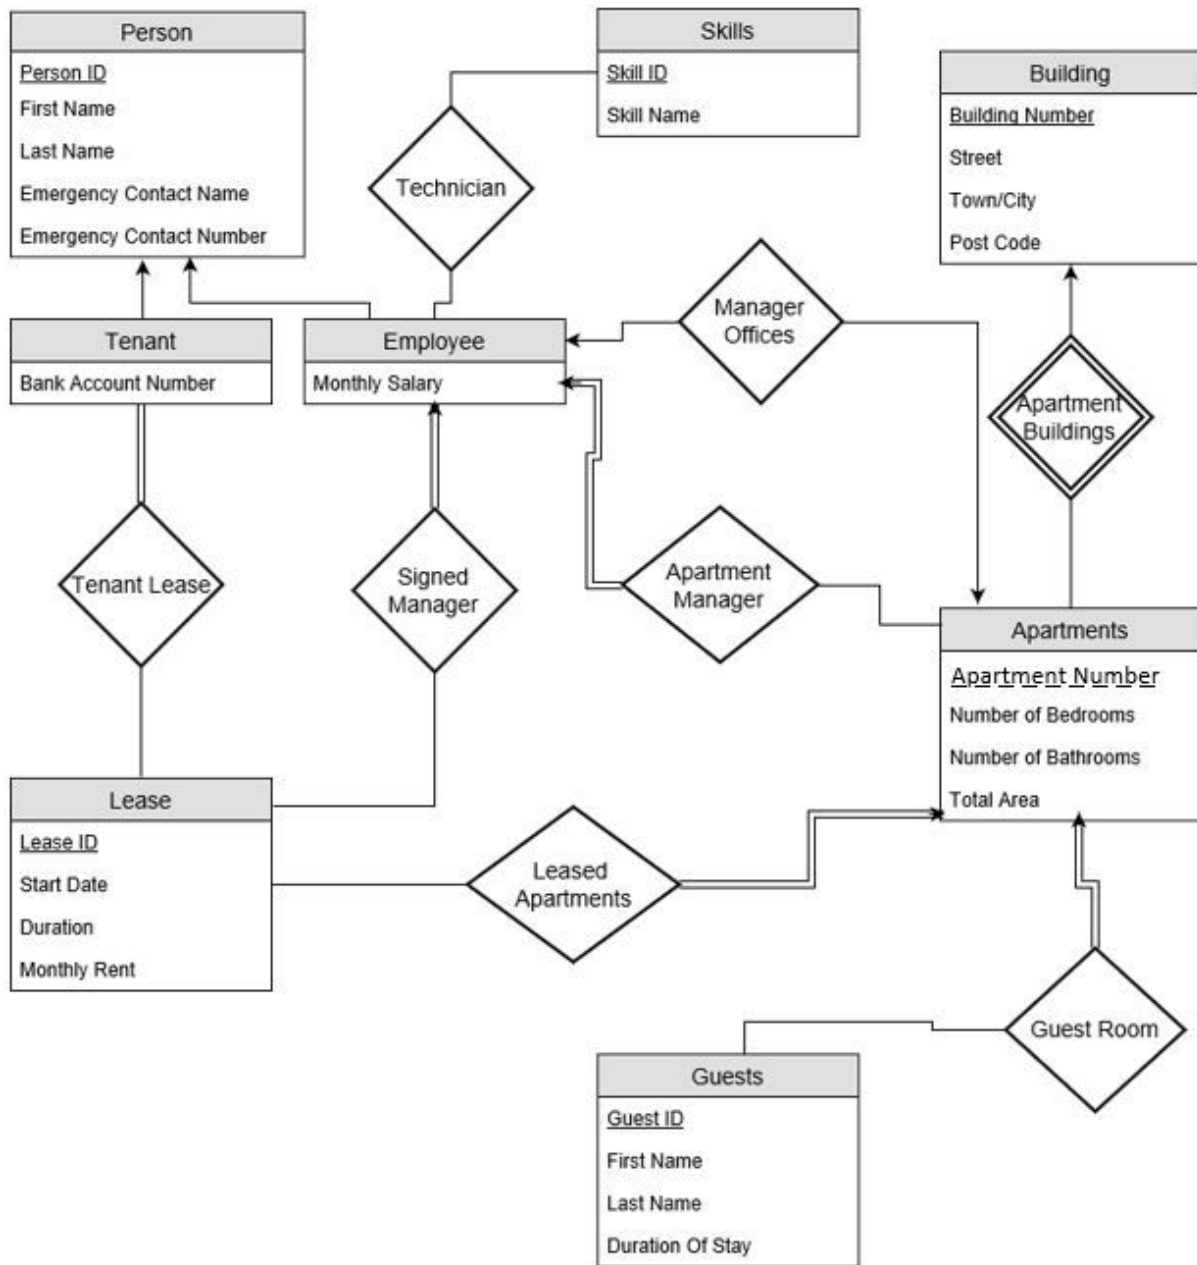 Person
Person ID
First Name
Last Name
Emergency Contact Name
Emergency Contact Number
Skills
Skill ID
Skill Name
Building
Building Number
Street
Town/City
Post Code
Technician
Tenant
Bank Account Number
Employee
Monthly Salary
Manager
Offices
Apartment
Buildings
Tenant Lease
Signed
Manager
Apartment
Manager
Apartments
Apartment Number
Number of Bedrooms
Number of Bathrooms
Total Area
Lease
Lease ID
Start Date
Duration
Monthly Rent
Leased
Apartments
Guest Room
Guests
Guest ID
First Name
Last Name
Duration Of Stay